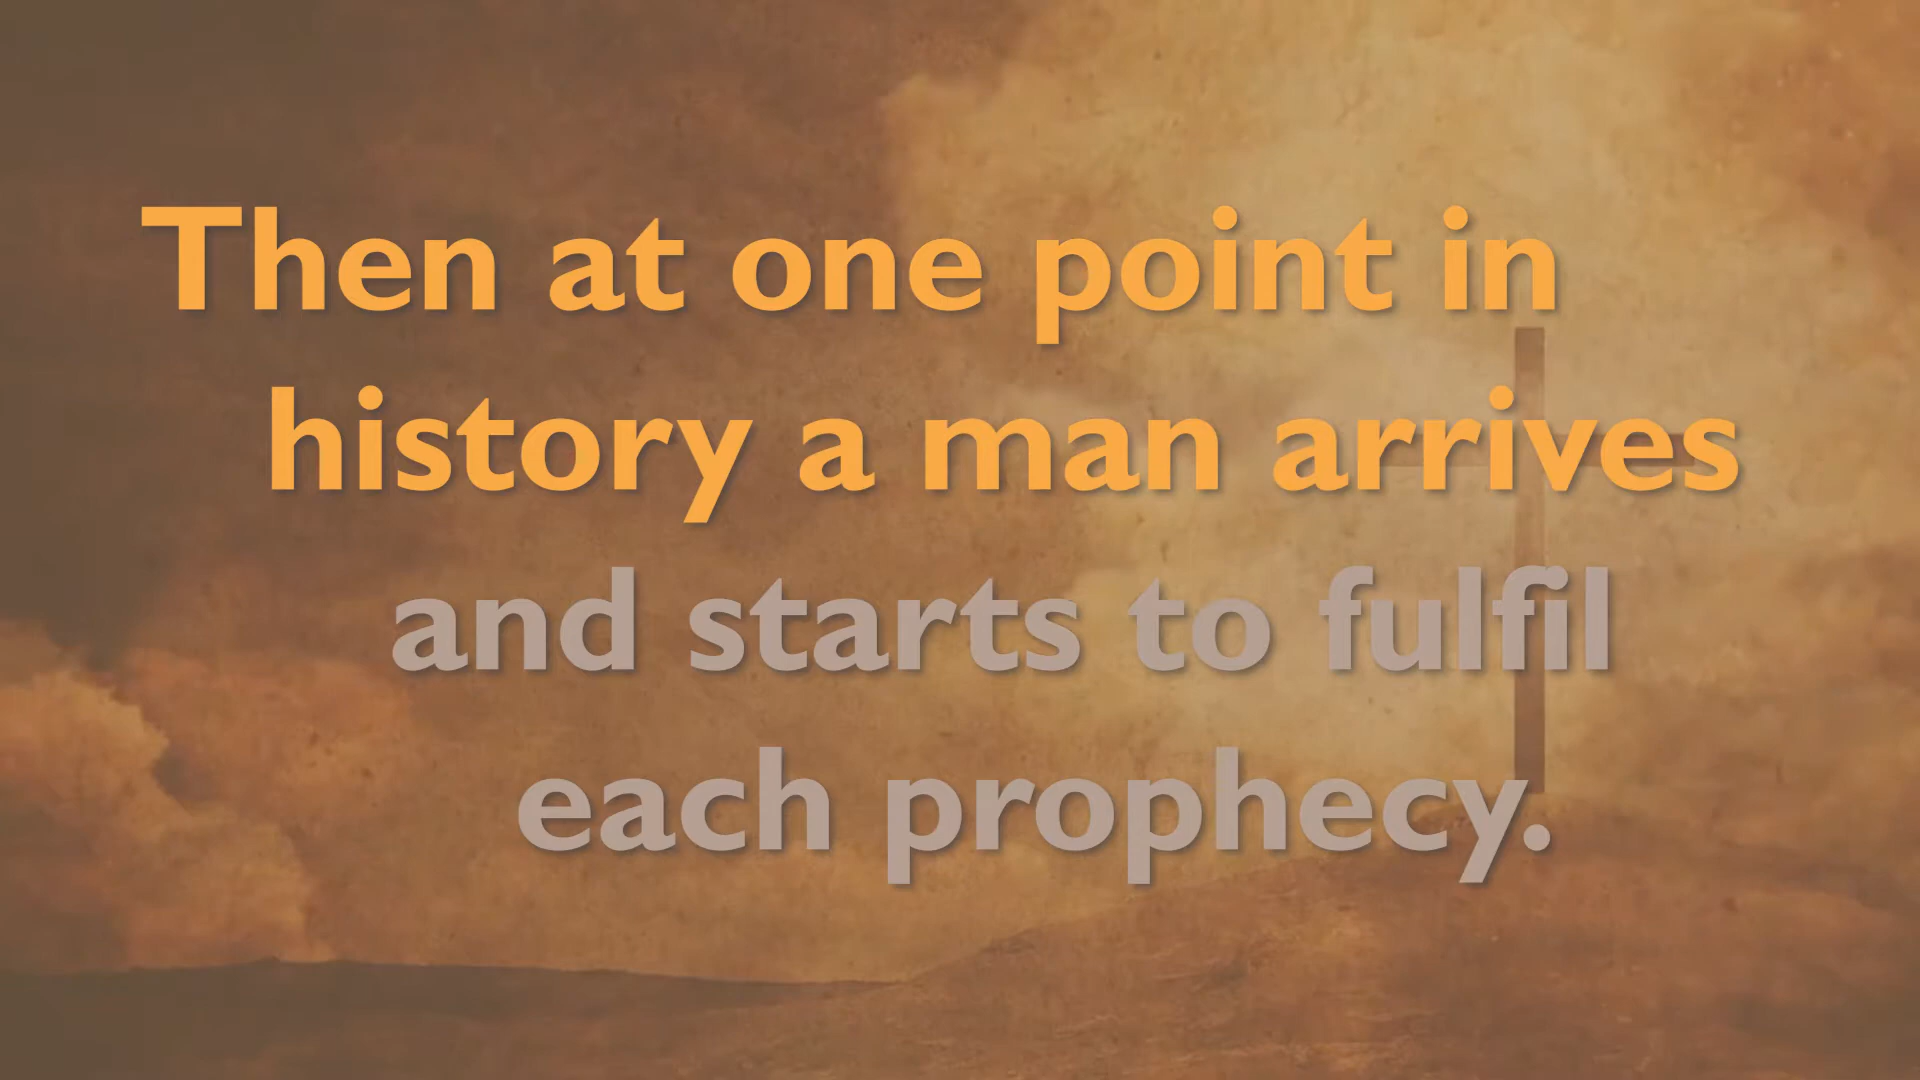 Then at one point in
history a man arrives
and starts to fulfil
each prophecy.